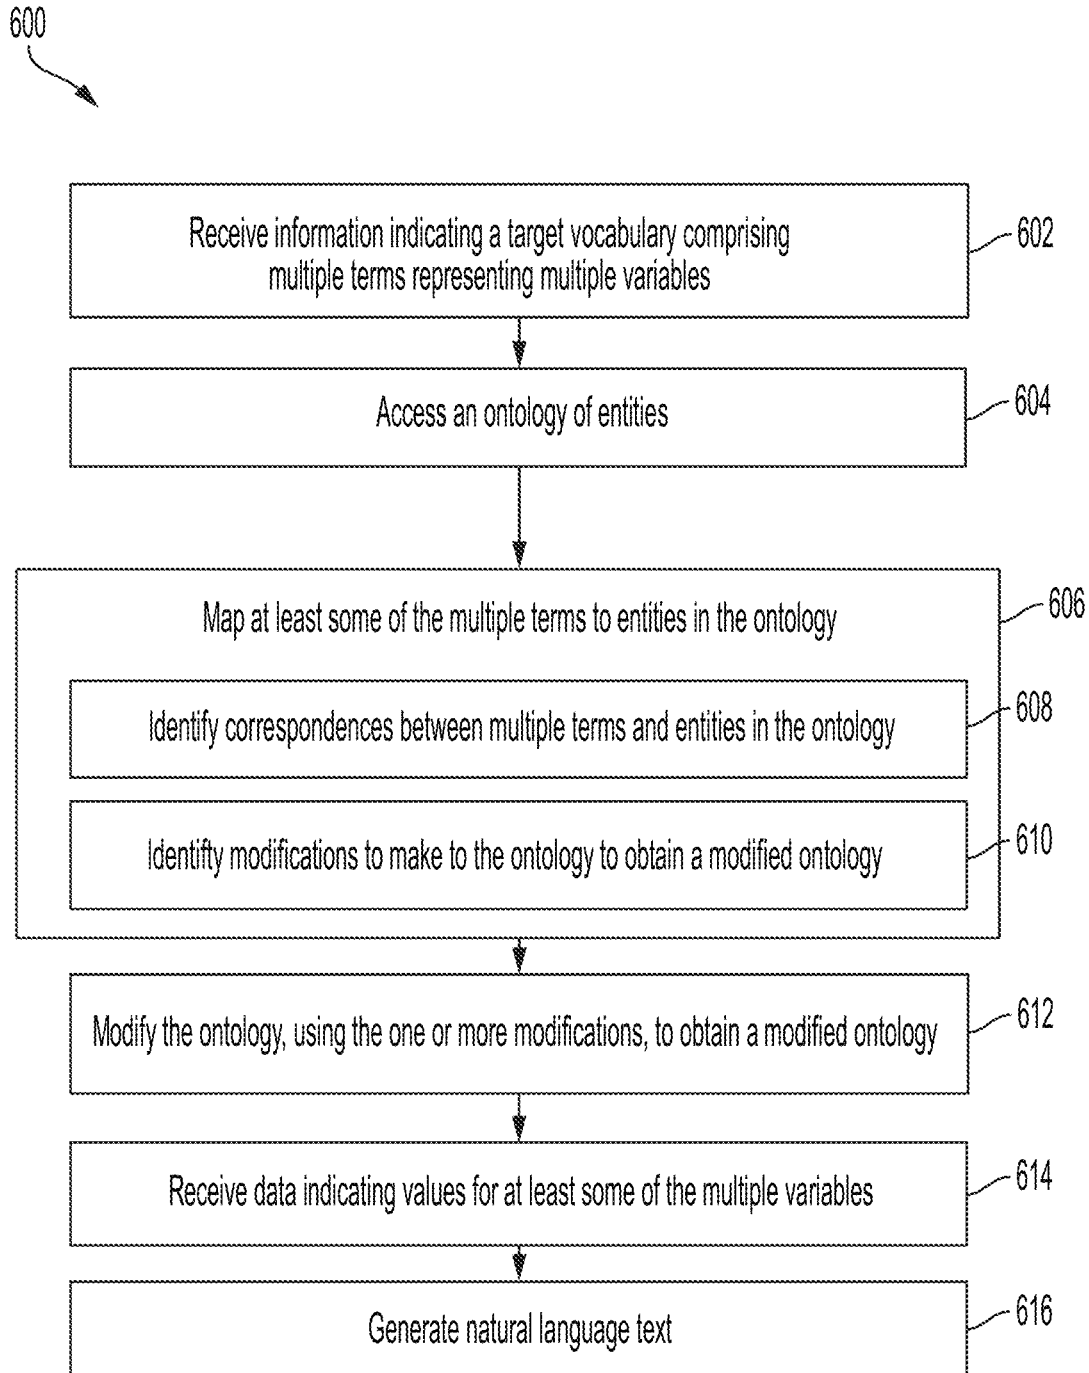 600
Receive information indicating a target vocabulary comprising
multiple terms representing multiple variables
602
Access an ontology of entities
604
Map at least some of the multiple terms to entities in the ontology
606
Identify correspondences between multiple terms and entities in the ontology
608
Identifty modifications to make to the ontology to obtain a modified ontology
610
Modify the ontology, using the one or more modifications, to obtain a modified ontology
612
Receive data indicating values for at least some of the multiple variables
614
Generate natural language text
616